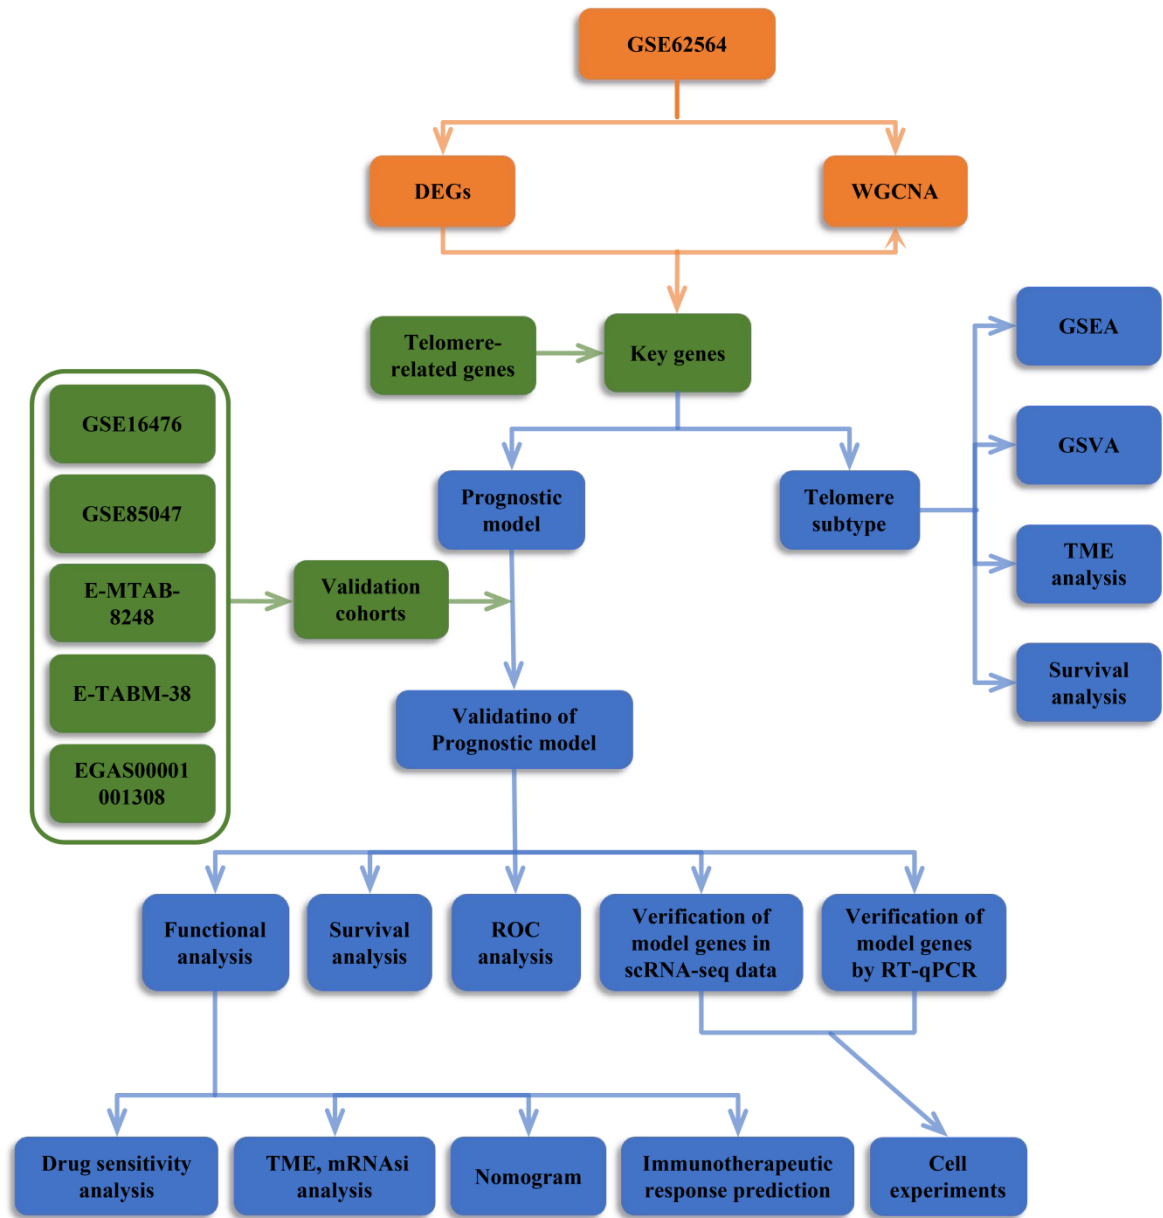 GSE62564
DEGs
WGCNA
Telomere-
related genes
Key genes
GSEA
GSVA
TME
analysis
Survival
analysis
Prognostic
model
Telomere
subtype
GSE16476
GSE85047
E-MTAB-
8248
E-TABM-38
EGAS00001
001308
Validation
cohorts
Validatino of
Prognostic model
Functional
analysis
Survival
analysis
ROC
analysis
Verification of
model genes in
scRNA-seq data
Verification of
model genes
by RT-qPCR
Drug sensitivity
analysis
TME, mRNAsi
analysis
Nomogram
Immunotherapeutic
response prediction
Cell
experiments